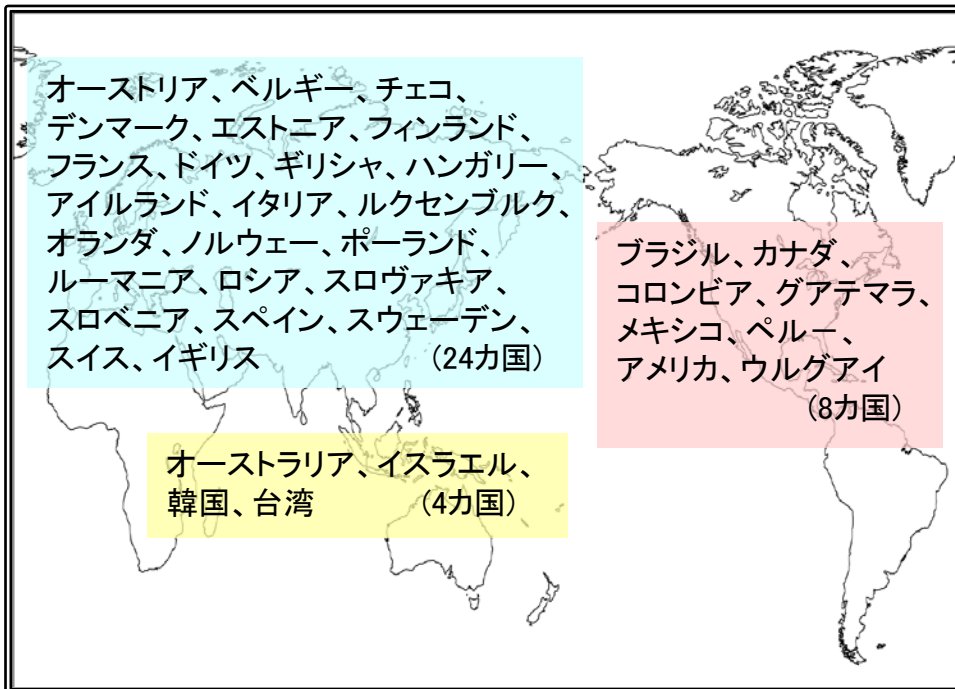 オーストリア、ベルギー、チェコ、
デンマーク、エストニア、フィンランド、
フランス、ドイツ、ギリシャ、ハンガリー、
アイルランド、イタリア、ルクセンブルク、
オランダ、ノルウェー、ポーランド、
ルーマニア、ロシア、スロヴァキア、
スロベニア、スペイン、スウェーデン、
スイス、イギリス (24カ国)
ブラジル、カナダ、
コロンビア、グアテマラ、
メキシコ、ペルー、
アメリカ、ウルグアイ
(8カ国)
オーストラリア、イスラエル、
韓国、台湾 (4カ国)